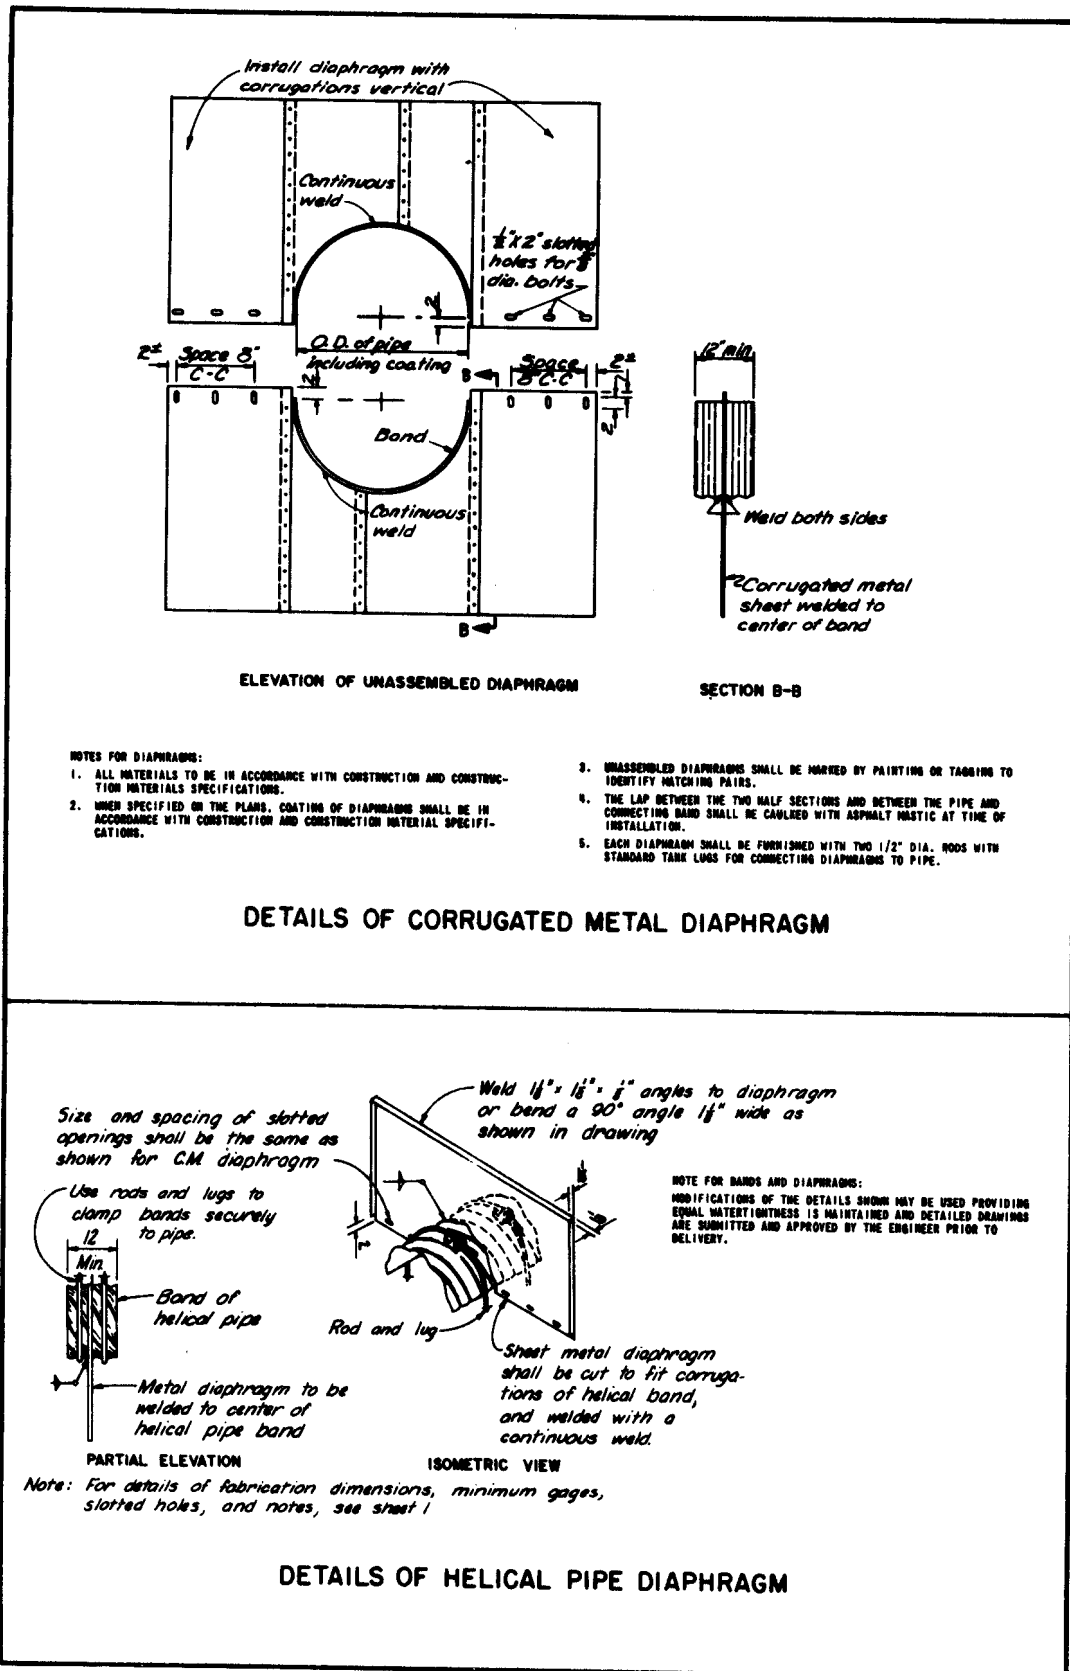 Install diaphragm with
corrugations vertical
Continuous
weld
1/2" x 2" slotted
holes for
dia. bolts
2
O.D. of pipe
including coating
2± Space 8"
C-C
2
B
Space
8" C-C
2±
2
2
Band
Continuous
weld
B
12" min
Weld both sides
Corrugated metal
sheet welded to
center of band
ELEVATION OF UNASSEMBLED DIAPHRAGM
SECTION B-B
NOTES FOR DIAPHRAGMS:
1. ALL MATERIALS TO BE IN ACCORDANCE WITH CONSTRUCTION AND CONSTRUC-
TION MATERIALS SPECIFICATIONS.
2. WHEN SPECIFIED ON THE PLANS, COATING OF DIAPHRAGMS SHALL BE IN
ACCORDANCE WITH CONSTRUCTION AND CONSTRUCTION MATERIAL SPECIFI-
CATIONS.
3. UNASSEMBLED DIAPHRAGMS SHALL BE MARKED BY PAINTING OR TAGGING TO
IDENTIFY MATCHING PAIRS.
4. THE LAP BETWEEN THE TWO HALF SECTIONS AND BETWEEN THE PIPE AND
CONNECTING BAND SHALL BE CAULKED WITH ASPHALT MASTIC AT TIME OF
INSTALLATION.
5. EACH DIAPHRAGM SHALL BE FURNISHED WITH TWO 1/2" DIA. RODS WITH
STANDARD TANK LUGS FOR CONNECTING DIAPHRAGMS TO PIPE.
DETAILS OF CORRUGATED METAL DIAPHRAGM
Size and spacing of slotted
openings shall be the same as
shown for C.M. diaphragm
Use rods and lugs to
clamp bands securely
to pipe.
12
Min
Band of
helical pipe
Metal diaphragm to be
welded to center of
helical pipe band
PARTIAL ELEVATION
Weld angles to diaphragm
or bend a 90° angle wide as
shown in drawing
Rod and lug
Sheet metal diaphragm
shall be cut to fit corruga-
tions of helical band,
and welded with a
continuous weld.
ISOMETRIC VIEW
NOTE FOR BANDS AND DIAPHRAGMS:
MODIFICATIONS OF THE DETAILS SHOWN MAY BE USED PROVIDING
EQUAL WATERTIGHTNESS IS MAINTAINED AND DETAILED DRAWINGS
ARE SUBMITTED AND APPROVED BY THE ENGINEER PRIOR TO
DELIVERY.
Note: For details of fabrication dimensions, minimum gages,
slotted holes, and notes, see sheet 1
DETAILS OF HELICAL PIPE DIAPHRAGM